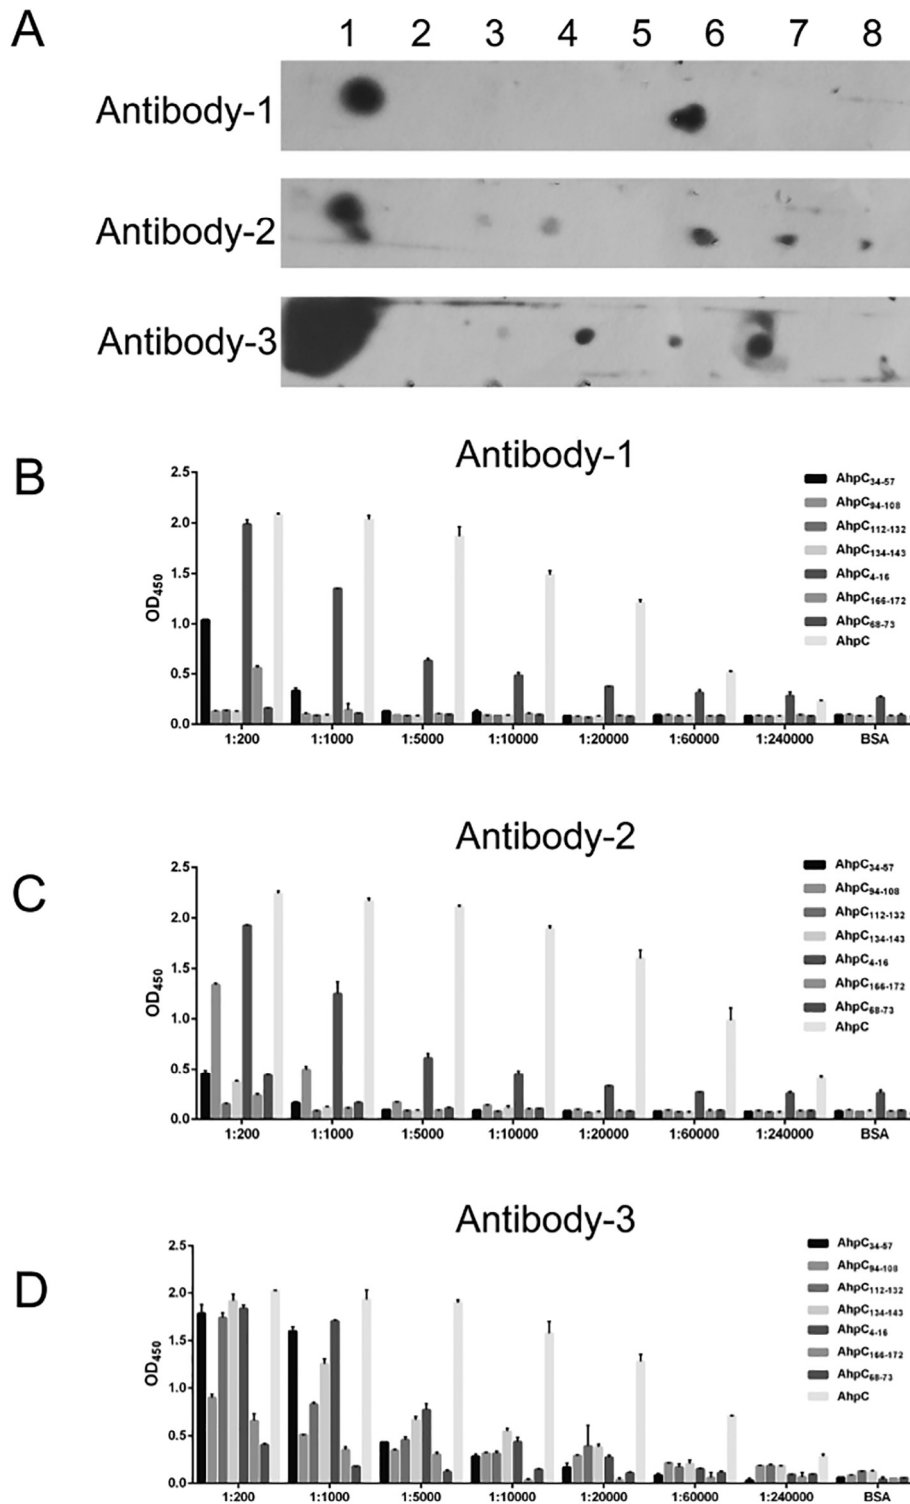 A
1 2 3 4 5 6 7 8
Antibody-1
Antibody-2
Antibody-3
B
Antibody-1
2.5
2.0
1.5
1.0
0.5
0.0
OD450
AhpC34-57
AhpC94-108
AhpC112-132
AhpC134-143
AhpC4-16
AhpC166-172
AhpC68-73
AhpC
1:200 1:1000 1:5000 1:10000 1:20000 1:60000 1:240000 BSA
C
Antibody-2
2.5
2.0
1.5
1.0
0.5
0.0
OD450
AhpC34-57
AhpC94-108
AhpC112-132
AhpC134-143
AhpC4-16
AhpC166-172
AhpC68-73
AhpC
1:200 1:1000 1:5000 1:10000 1:20000 1:60000 1:240000 BSA
D
Antibody-3
2.5
2.0
1.5
1.0
0.5
0.0
OD450
AhpC34-57
AhpC94-108
AhpC112-132
AhpC134-143
AhpC4-16
AhpC166-172
AhpC68-73
AhpC
1:200 1:1000 1:5000 1:10000 1:20000 1:60000 1:240000 BSA